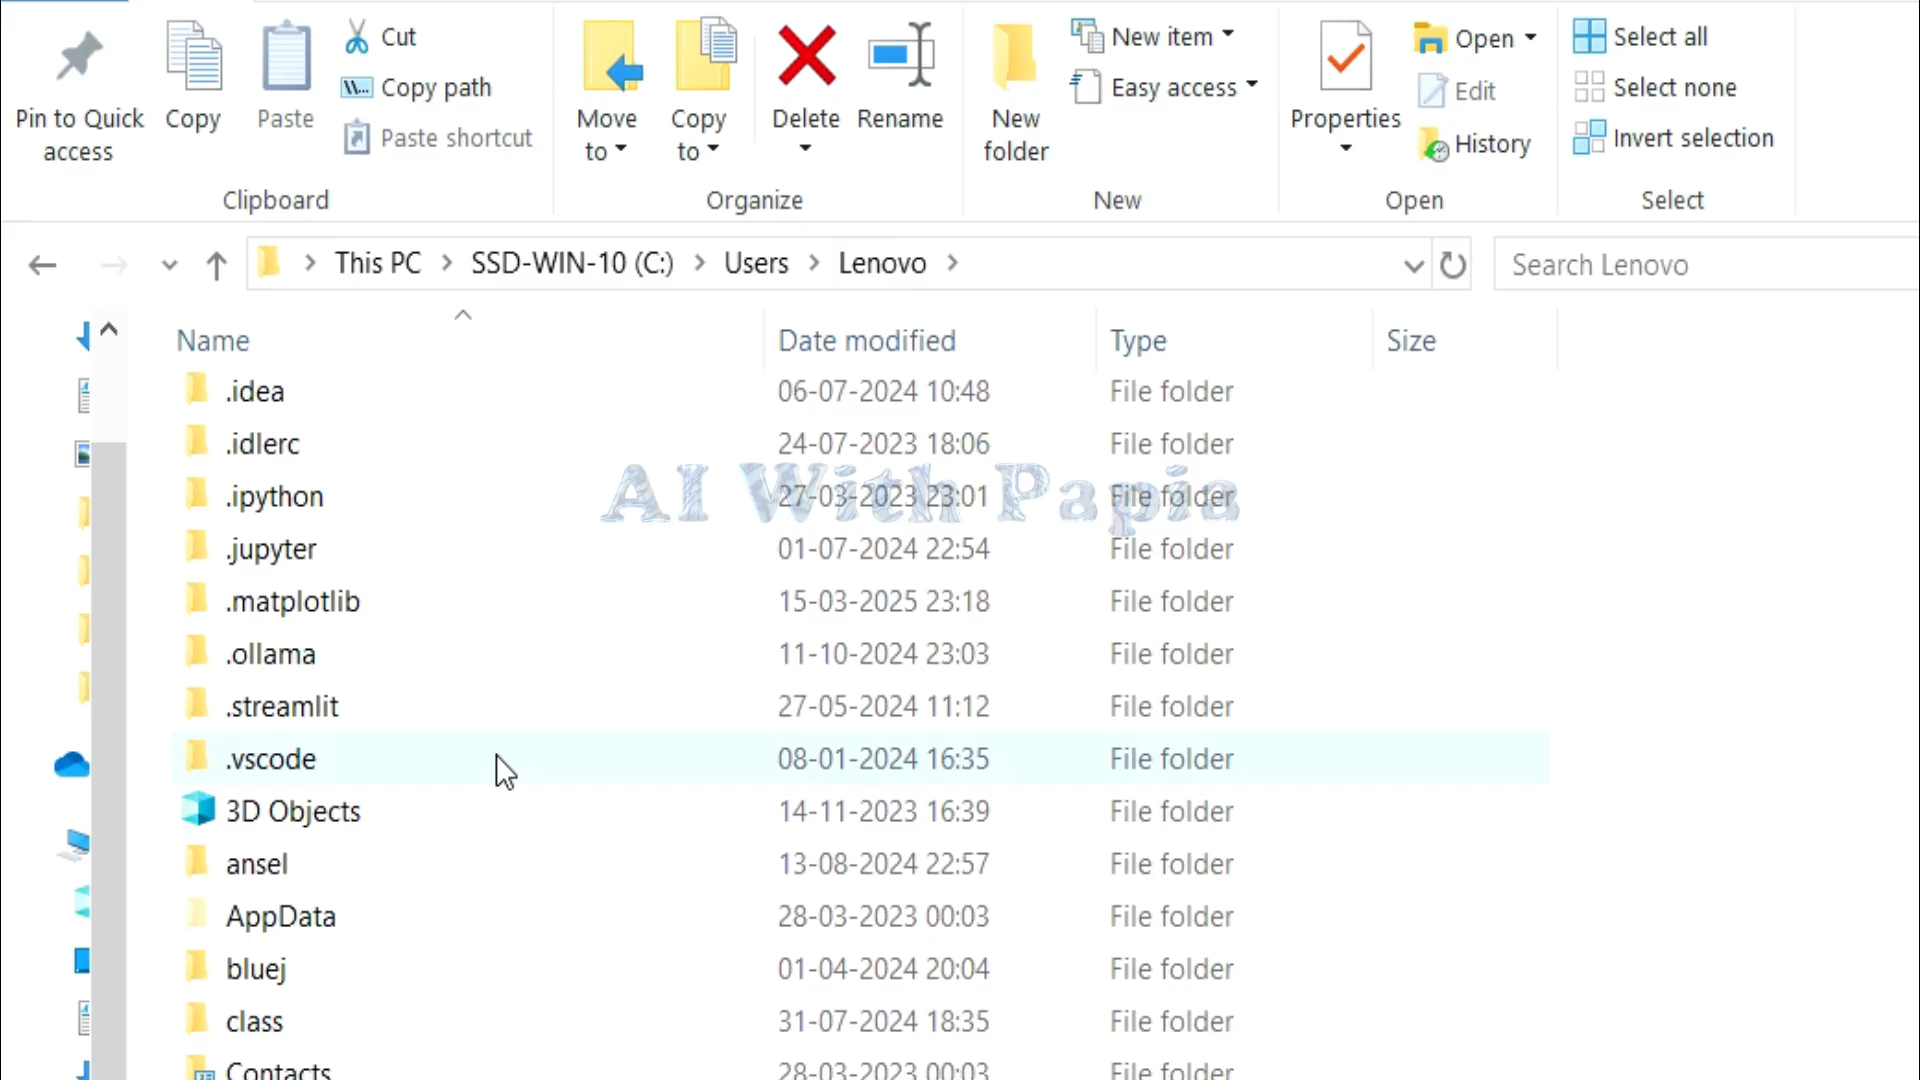 Pin to Quick access
Copy
Paste
Cut
Copy path
Paste shortcut
Clipboard
Move to
Copy to
Delete
Rename
Organize
New folder
New item
Easy access
New
Properties
Open
Edit
History
Open
Select all
Select none
Invert selection
Select
This PC > SSD-WIN-10 (C:) > Users > Lenovo >
Search Lenovo
Name Date modified Type Size
.idea 06-07-2024 10:48 File folder
.idlerc 24-07-2023 18:06 File folder
AI With Papia
.ipython 27-03-2023 23:01 File folder
.jupyter 01-07-2024 22:54 File folder
.matplotlib 15-03-2025 23:18 File folder
.ollama 11-10-2024 23:03 File folder
.streamlit 27-05-2024 11:12 File folder
.vscode 08-01-2024 16:35 File folder
3D Objects 14-11-2023 16:39 File folder
ansel 13-08-2024 22:57 File folder
AppData 28-03-2023 00:03 File folder
bluej 01-04-2024 20:04 File folder
class 31-07-2024 18:35 File folder
Contacts 28-03-2023 00:03 File folder